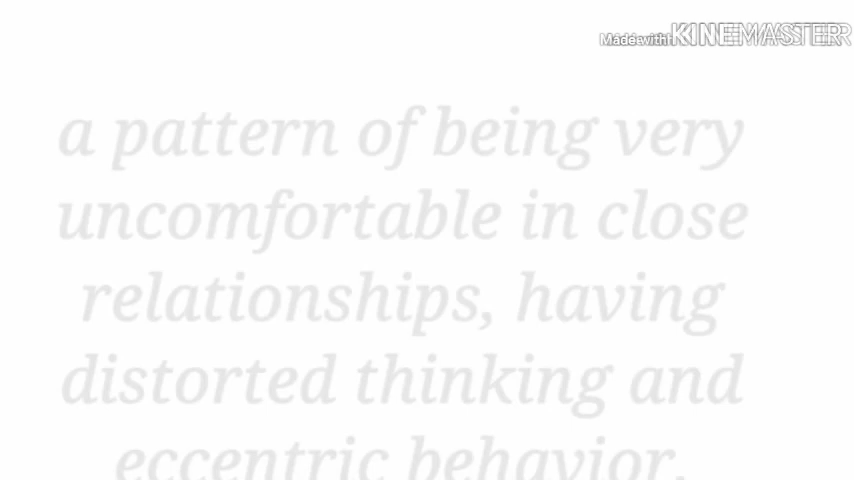 Made with KINEMASTER
a pattern of being very
uncomfortable in close
relationships, having
distorted thinking and
eccentric behavior.